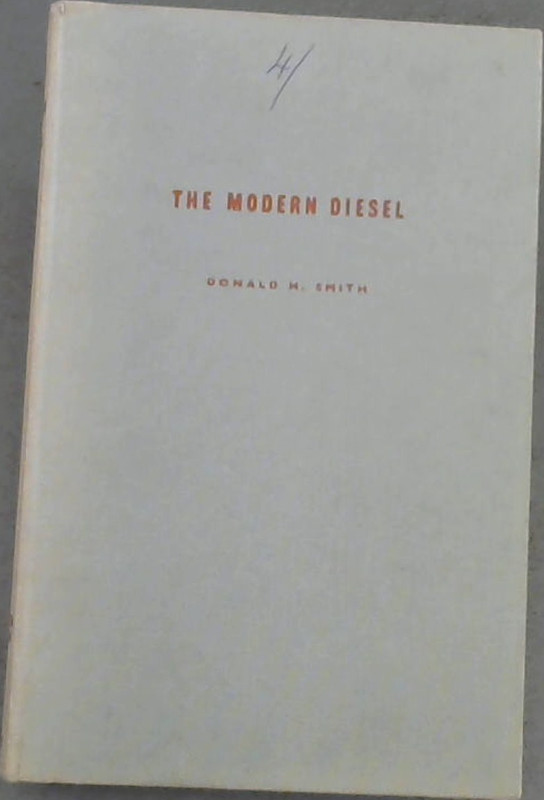 4/
THE MODERN DIESEL
DONALD H. SMITH